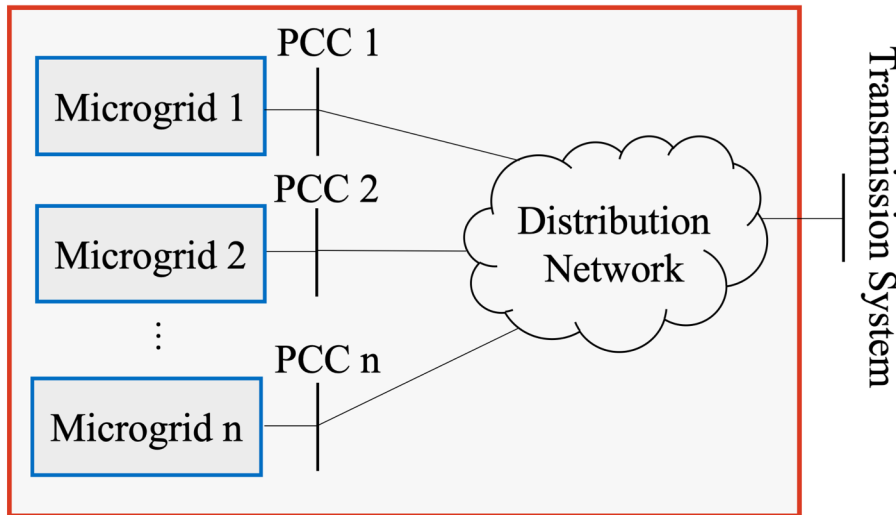 PCC 1
Microgrid 1
PCC 2
Microgrid 2
⋮
PCC n
Microgrid n
Distribution
Network
Transmission System